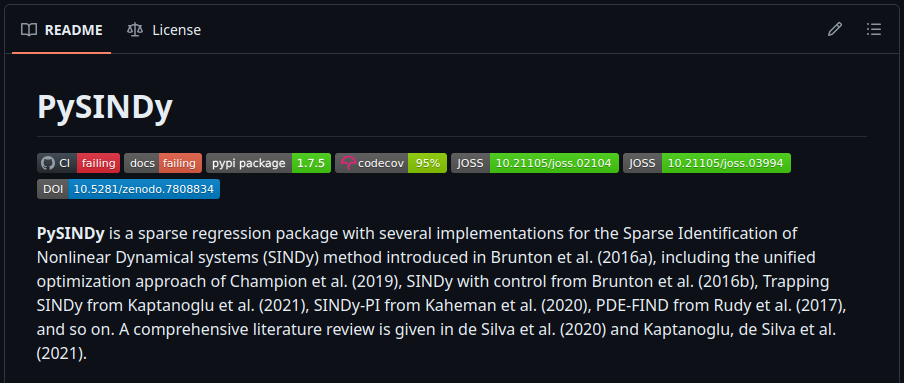 README License
PySINDy
CI failing docs failing pypi package 1.7.5 codecov 95% JOSS 10.21105/joss.02104 JOSS 10.21105/joss.03994
DOI 10.5281/zenodo.7808834
PySINDy is a sparse regression package with several implementations for the Sparse Identification of
Nonlinear Dynamical systems (SINDy) method introduced in Brunton et al. (2016a), including the unified
optimization approach of Champion et al. (2019), SINDy with control from Brunton et al. (2016b), Trapping
SINDy from Kaptanoglu et al. (2021), SINDy-PI from Kaheman et al. (2020), PDE-FIND from Rudy et al. (2017),
and so on. A comprehensive literature review is given in de Silva et al. (2020) and Kaptanoglu, de Silva et al.
(2021).